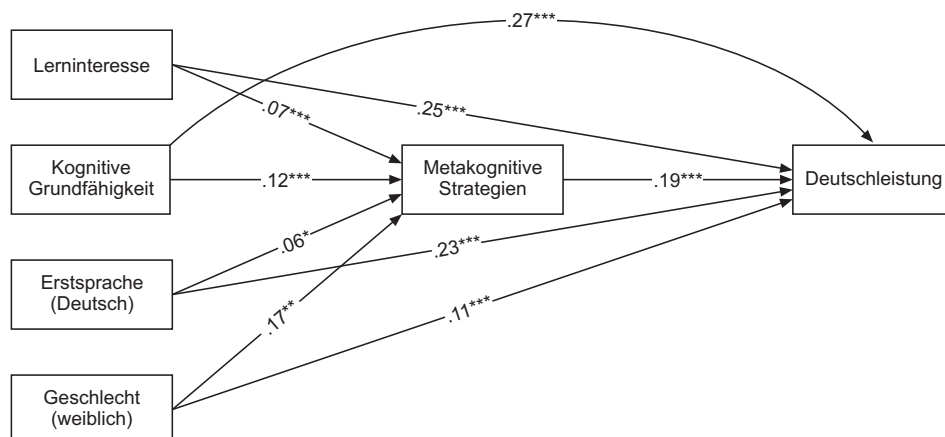 .27***
Lerninteresse
.07***
.25***
Kognitive
Grundfähigkeit
.12***
Metakognitive
Strategien
.19***
Deutschleistung
.06*
.23***
Erstsprache
(Deutsch)
.17**
.11***
Geschlecht
(weiblich)